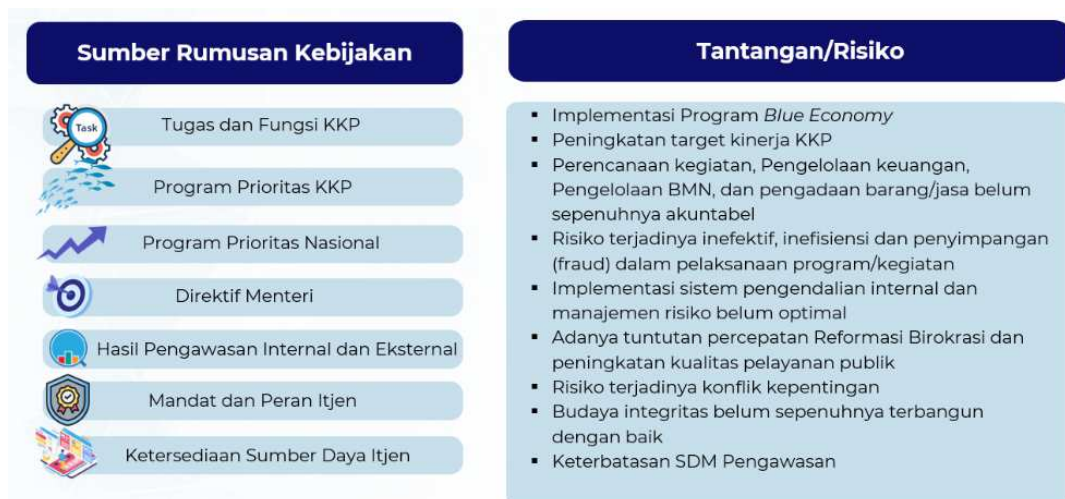 Sumber Rumusan Kebijakan
Task
Tugas dan Fungsi KKP
Program Prioritas KKP
Program Prioritas Nasional
Direktif Menteri
Hasil Pengawasan Internal dan Eksternal
Mandat dan Peran Itjen
Ketersediaan Sumber Daya Itjen
Tantangan/Risiko
▪ Implementasi Program Blue Economy
▪ Peningkatan target kinerja KKP
▪ Perencanaan kegiatan, Pengelolaan keuangan,
Pengelolaan BMN, dan pengadaan barang/jasa belum
sepenuhnya akuntabel
▪ Risiko terjadinya inefektif, inefisiensi dan penyimpangan
(fraud) dalam pelaksanaan program/kegiatan
▪ Implementasi sistem pengendalian internal dan
manajemen risiko belum optimal
▪ Adanya tuntutan percepatan Reformasi Birokrasi dan
peningkatan kualitas pelayanan publik
▪ Risiko terjadinya konflik kepentingan
▪ Budaya integritas belum sepenuhnya terbangun
dengan baik
▪ Keterbatasan SDM Pengawasan